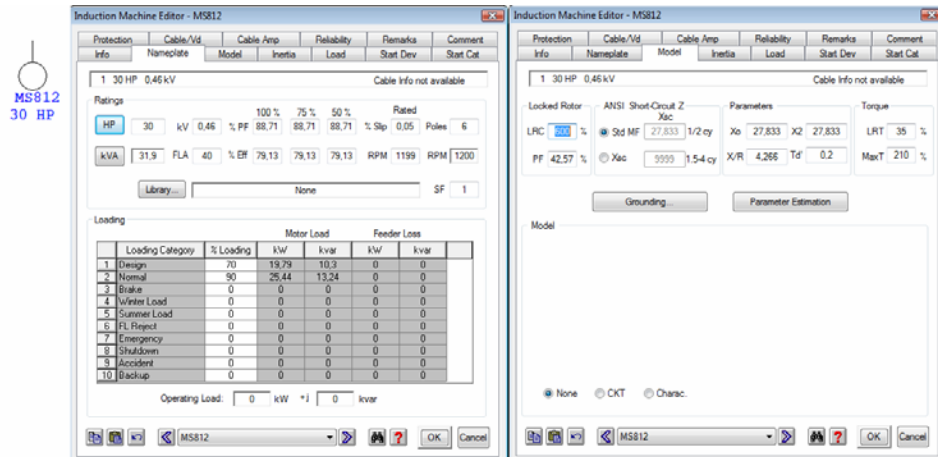 MS812
30 HP
Induction Machine Editor - MS812
Protection Cable/Vd Cable Amp Reliability Remarks Comment
Info Nameplate Model Inertia Load Start Dev Start Cat
1 30 HP 0,46 kV Cable Info not available
Ratings
100 % 75 % 50 % Rated
HP 30 kV 0,46 % PF 88,71 88,71 88,71 % Slip 0,05 Poles 6
kVA 31,9 FLA 40 % Eff 79,13 79,13 79,13 RPM 1199 RPM 1200
Library... None SF 1
Loading
Motor Load Feeder Loss
Loading Category % Loading kW kvar kW kvar
1 Design 70 19,79 10,3 0 0
2 Normal 90 25,44 13,24 0 0
3 Brake 0 0 0 0 0
4 Winter Load 0 0 0 0 0
5 Summer Load 0 0 0 0 0
6 FL Reject 0 0 0 0 0
7 Emergency 0 0 0 0 0
8 Shutdown 0 0 0 0 0
9 Accident 0 0 0 0 0
10 Backup 0 0 0 0 0
Operating Load: 0 kW +j 0 kvar
MS812 OK Cancel
Induction Machine Editor - MS812
Protection Cable/Vd Cable Amp Reliability Remarks Comment
Info Nameplate Model Inertia Load Start Dev Start Cat
1 30 HP 0,46 kV Cable Info not available
Locked Rotor ANSI Short-Circuit Z Parameters Torque
Xsc
LRC 600 % Std MF 27,833 1/2 cy Xo 27,833 X2 27,833 LRT 35 %
PF 42,57 % Xsc 9999 1.5-4 cy X/R 4,266 Td' 0.2 MaxT 210 %
Grounding... Parameter Estimation
Model
None CKT Charac.
MS812 OK Cancel